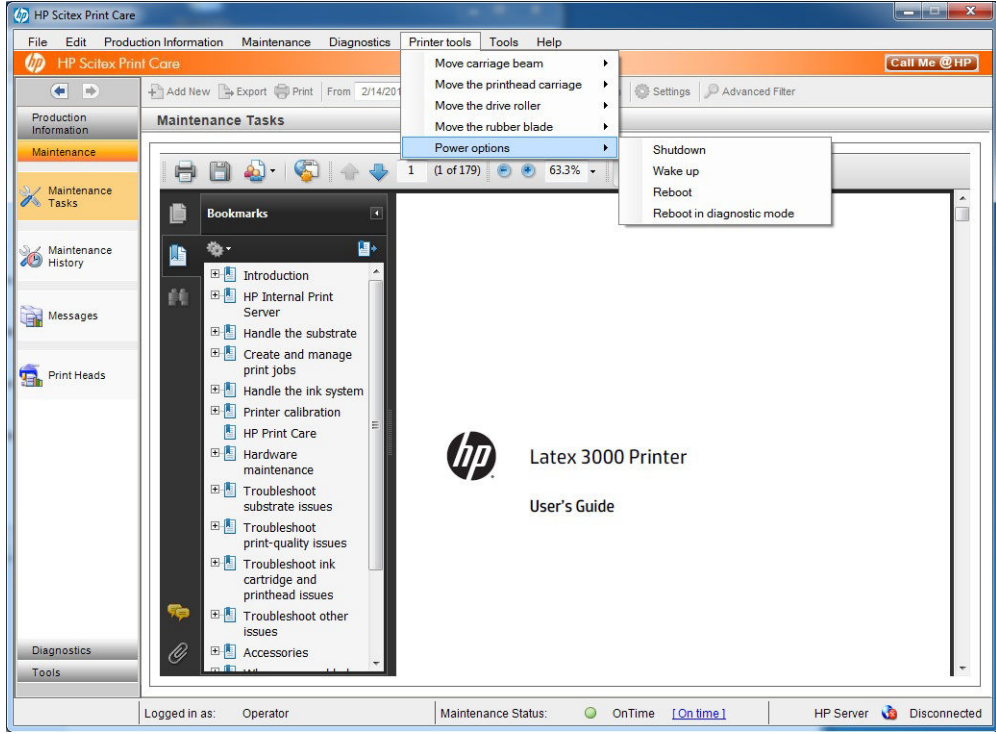 HP Scitex Print Care
File Edit Production Information Maintenance Diagnostics Printer tools Tools Help
HP Scitex Print Care
Call Me @ HP
Add New Export Print From 2/14/201
Settings Advanced Filter
Move carriage beam
Move the printhead carriage
Move the drive roller
Move the rubber blade
Power options
Shutdown
Wake up
Reboot
Reboot in diagnostic mode
Production
Information
Maintenance
Maintenance
Tasks
Maintenance
History
Messages
Print Heads
Diagnostics
Tools
Maintenance Tasks
1 (1 of 179) 63.3%
Bookmarks
Introduction
HP Internal Print
Server
Handle the substrate
Create and manage
print jobs
Handle the ink system
Printer calibration
HP Print Care
Hardware
maintenance
Troubleshoot
substrate issues
Troubleshoot
print-quality issues
Troubleshoot ink
cartridge and
printhead issues
Troubleshoot other
issues
Accessories
hp
Latex 3000 Printer
User's Guide
Logged in as: Operator Maintenance Status: OnTime [ On time ] HP Server Disconnected